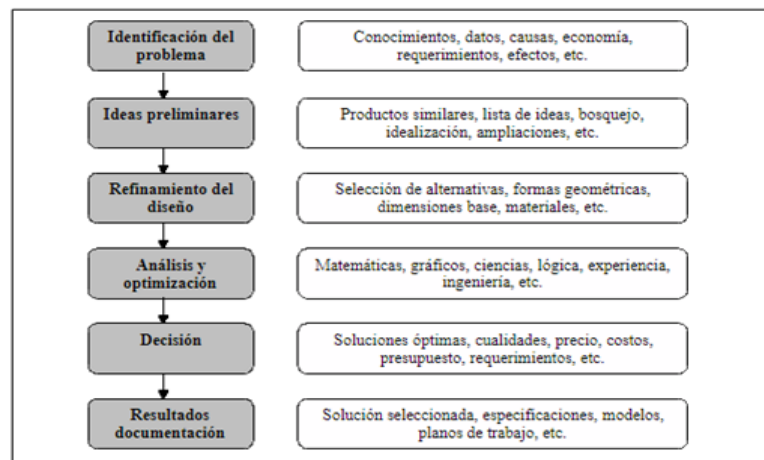 Identificación del
problema
Conocimientos, datos, causas, economía,
requerimientos, efectos, etc.
Ideas preliminares
Productos similares, lista de ideas, bosquejo,
idealización, ampliaciones, etc.
Refinamiento del
diseño
Selección de alternativas, formas geométricas,
dimensiones base, materiales, etc.
Análisis y
optimización
Matemáticas, gráficos, ciencias, lógica, experiencia,
ingeniería, etc.
Decisión
Soluciones óptimas, cualidades, precio, costos,
presupuesto, requerimientos, etc.
Resultados
documentación
Solución seleccionada, especificaciones, modelos,
planos de trabajo, etc.